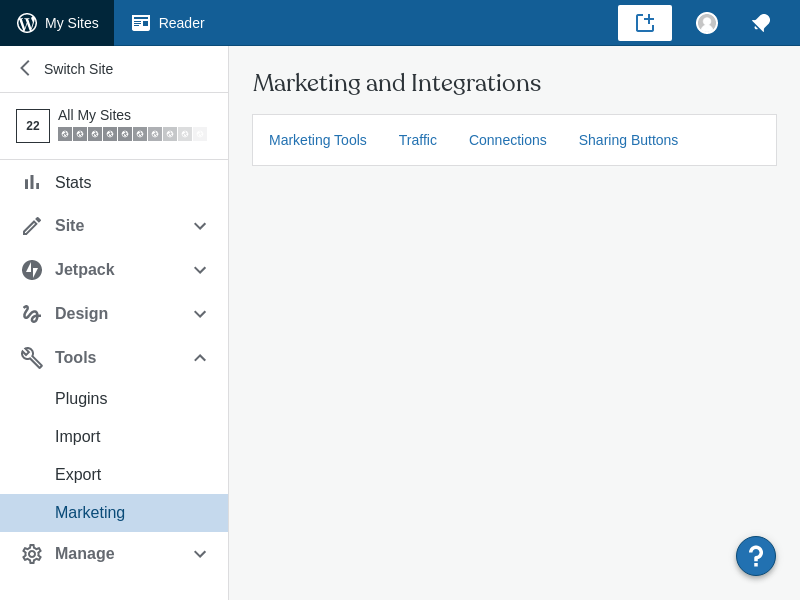 My Sites
Reader
Switch Site
22
All My Sites
Stats
Site
Jetpack
Design
Tools
Plugins
Import
Export
Marketing
Manage
Marketing and Integrations
Marketing Tools Traffic Connections Sharing Buttons
?